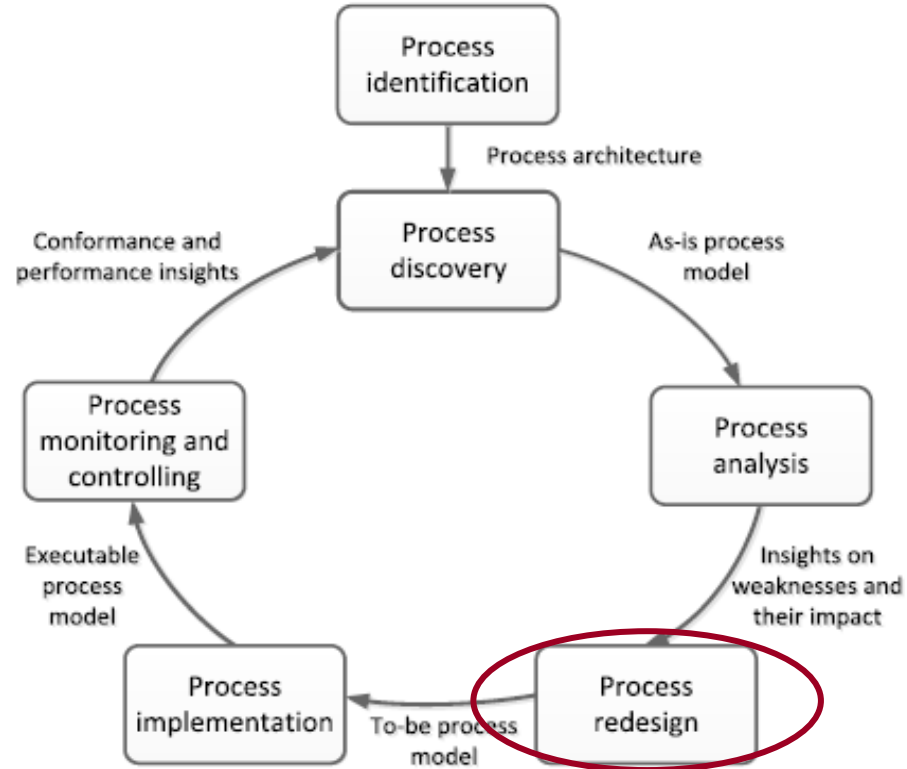 Process
identification
Process architecture
Process
discovery
Conformance and
performance insights
As-is process
model
Process
monitoring and
controlling
Process
analysis
Executable
process
model
Insights on
weaknesses and
their impact
Process
implementation
To-be process
model
Process
redesign